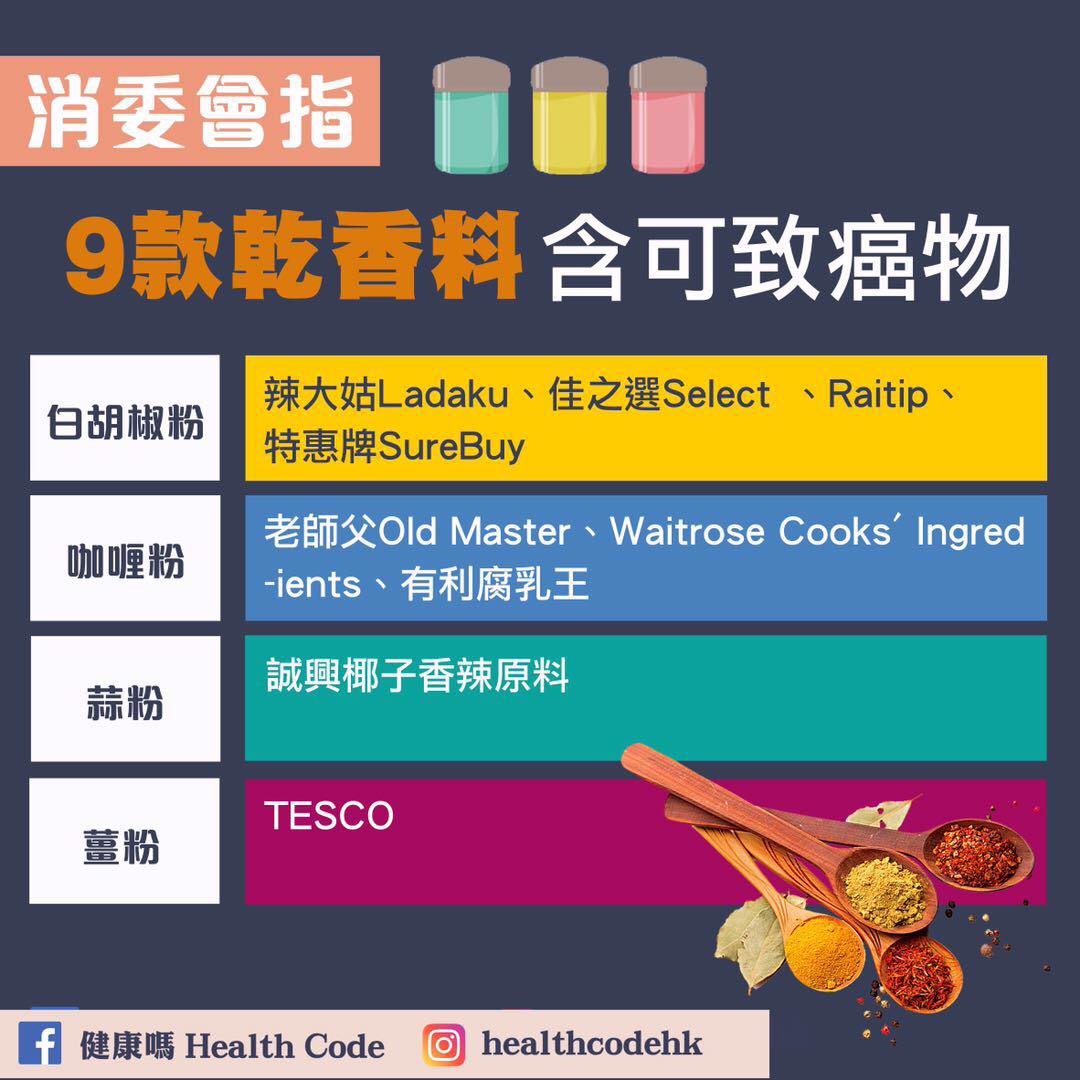 消委會指
9款乾香料含可致癌物
白胡椒粉
辣大姑Ladaku、佳之選Select 、Raitip、
特惠牌SureBuy
咖喱粉
老師父Old Master、Waitrose Cooks´ Ingred
-ients、有利腐乳王
蒜粉
誠興椰子香辣原料
薑粉
TESCO
健康嗎 Health Code
healthcodehk